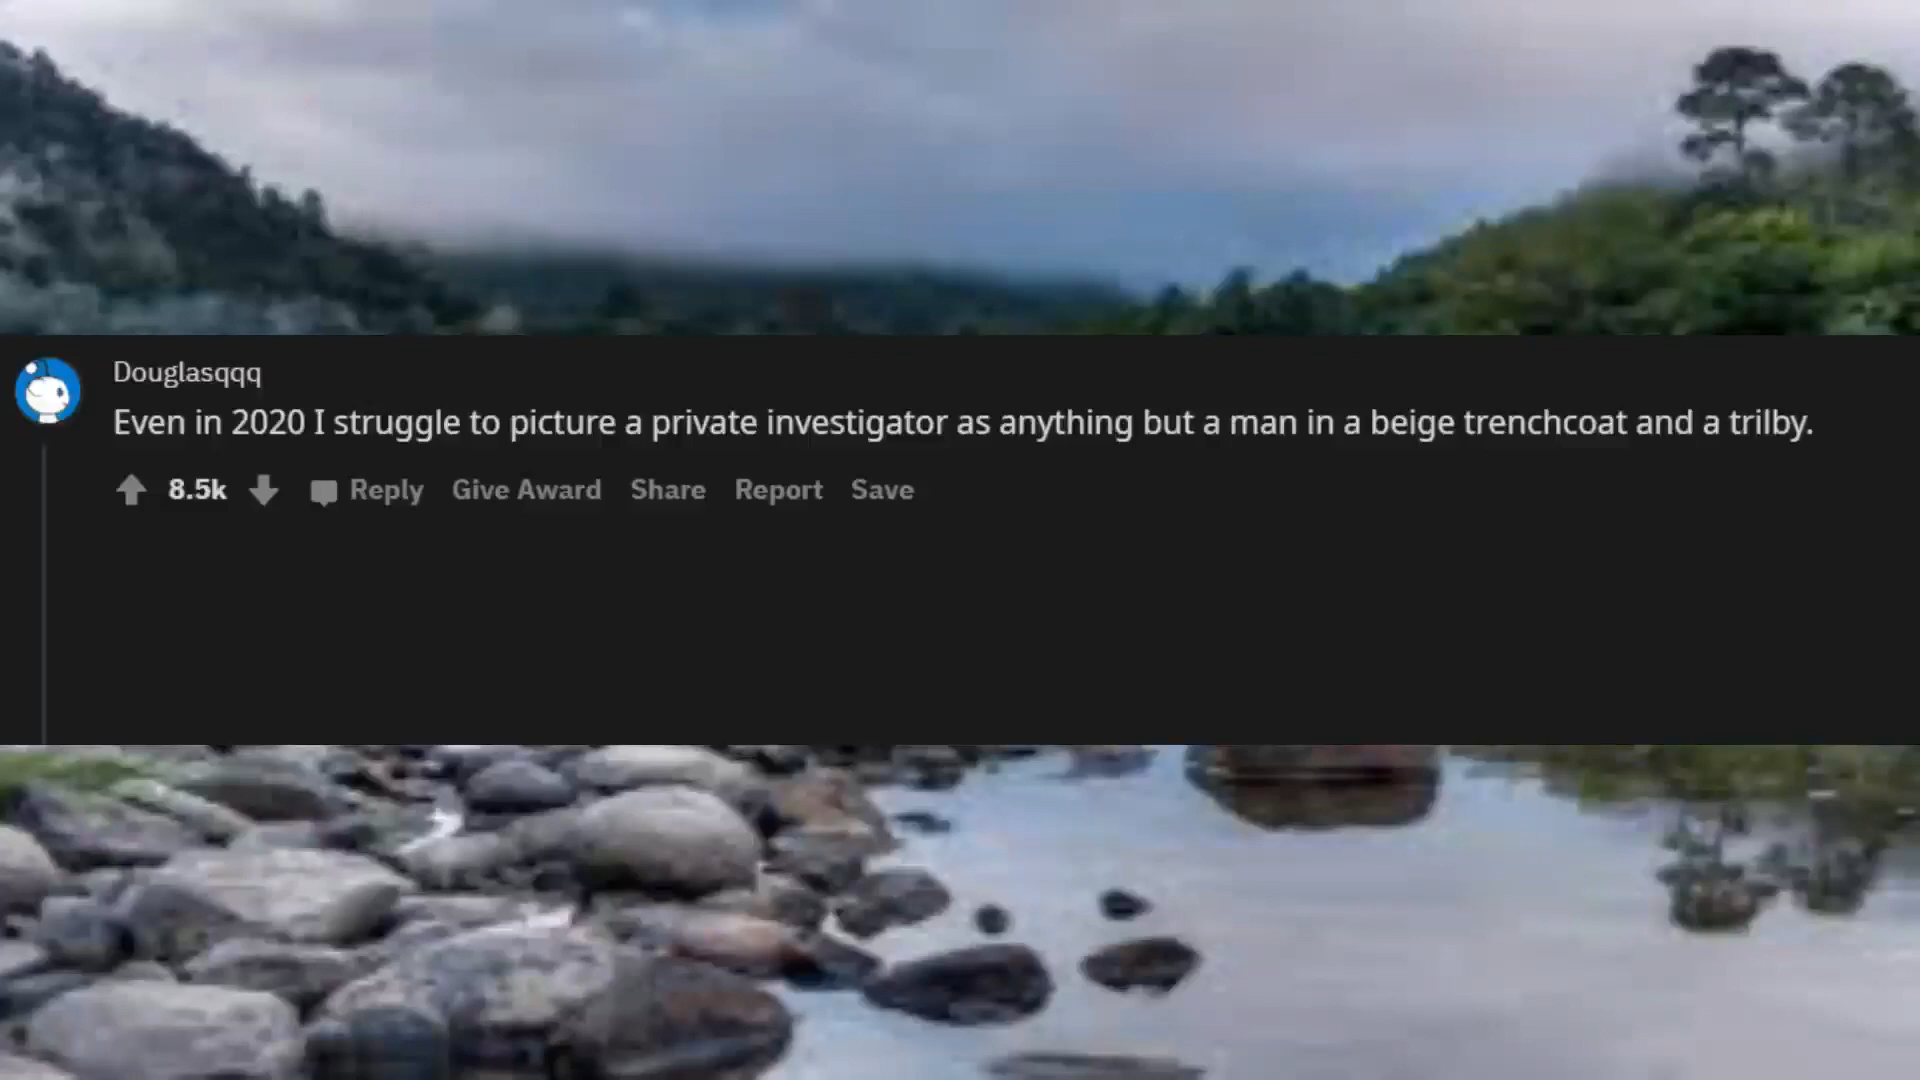 Douglasqqq
Even in 2020 I struggle to picture a private investigator as anything but a man in a beige trenchcoat and a trilby.
8.5k Reply Give Award Share Report Save